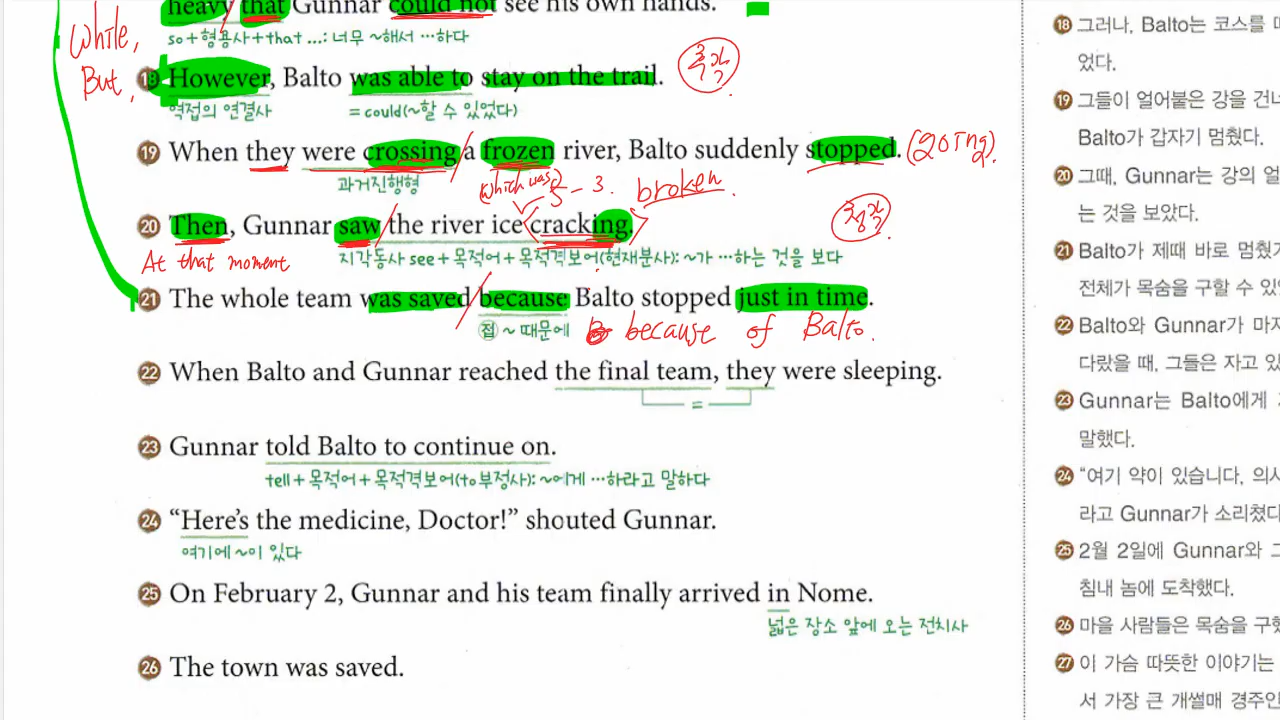 heavy that Gunnar could not see his own hands.
While,
so+형용사+that …: 너무 ~해서 …하다
But,
18 However, Balto was able to stay on the trail.
역접의 연결사
= could(~할 수 있었다)
19 When they were crossing a frozen river, Balto suddenly stopped.
과거진행형
(which was)
broken
20 Then, Gunnar saw the river ice cracking.
At that moment
지각동사 see+목적어+목적격보어(현재분사): ~가 …하는 것을 보다
21 The whole team was saved because Balto stopped just in time.
접 ~ 때문에
because of Balto.
22 When Balto and Gunnar reached the final team, they were sleeping.
=
23 Gunnar told Balto to continue on.
tell+목적어+목적격보어(to부정사): ~에게 …하라고 말하다
24 “Here's the medicine, Doctor!” shouted Gunnar.
여기에 ~이 있다
25 On February 2, Gunnar and his team finally arrived in Nome.
넓은 장소 앞에 오는 전치사
26 The town was saved.
18 그러나, Balto는 코스를
었다.
19 그들이 얼어붙은 강을 건너
Balto가 갑자기 멈췄다.
20 그때, Gunnar는 강의 얼
는 것을 보았다.
21 Balto가 제때 바로 멈췄기
전체가 목숨을 구할 수 있
22 Balto와 Gunnar가 마지
다랐을 때, 그들은 자고 있
23 Gunnar는 Balto에게
말했다.
24 “여기 약이 있습니다, 의사
라고 Gunnar가 소리쳤다
25 2월 2일에 Gunnar와 그
침내 놈에 도착했다.
26 마을 사람들은 목숨을 구했
27 이 가슴 따뜻한 이야기는
서 가장 큰 개썰매 경주인